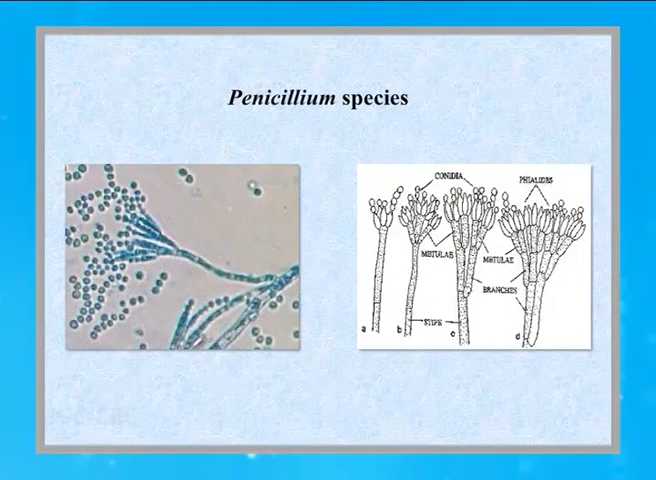 Penicillium species
CONIDIA
PHIALIDES
METULAE
METULAE
BRANCHES
STIPE
a b c d